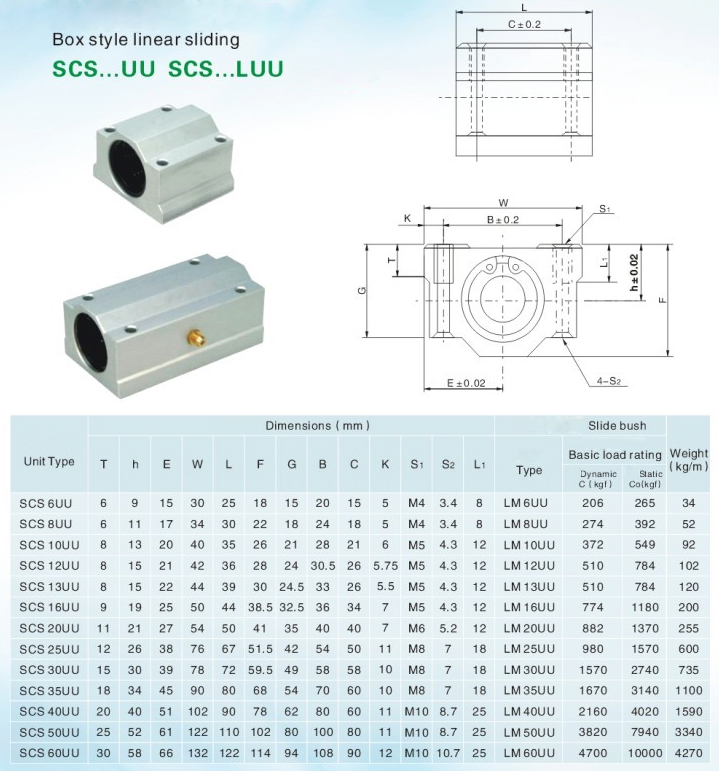 Box style linear sliding
SCS...UU SCS...LUU
L
C±0.2
W
K
B±0.2
S1
T
L1
h±0.02
G
F
E±0.02
4-S2
Dimensions ( mm )
Slide bush
Unit Type T h E W L F G B C K S1 S2 L1 Type Basic load rating Weight
( kg/m )
Dynamic Static
C ( kgf ) Co(kgf)
SCS 6UU 6 9 15 30 25 18 15 20 15 5 M4 3.4 8 LM 6UU 206 265 34
SCS 8UU 6 11 17 34 30 22 18 24 18 5 M4 3.4 8 LM 8UU 274 392 52
SCS 10UU 8 13 20 40 35 26 21 28 21 6 M5 4.3 12 LM 10UU 372 549 92
SCS 12UU 8 15 21 42 36 28 24 30.5 26 5.75 M5 4.3 12 LM 12UU 510 784 102
SCS 13UU 8 15 22 44 39 30 24.5 33 26 5.5 M5 4.3 12 LM 13UU 510 784 120
SCS 16UU 9 19 25 50 44 38.5 32.5 36 34 7 M5 4.3 12 LM 16UU 774 1180 200
SCS 20UU 11 21 27 54 50 41 35 40 40 7 M6 5.2 12 LM 20UU 882 1370 255
SCS 25UU 12 26 38 76 67 51.5 42 54 50 11 M8 7 18 LM 25UU 980 1570 600
SCS 30UU 15 30 39 78 72 59.5 49 58 58 10 M8 7 18 LM 30UU 1570 2740 735
SCS 35UU 18 34 45 90 80 68 54 70 60 10 M8 7 18 LM 35UU 1670 3140 1100
SCS 40UU 20 40 51 102 90 78 62 80 60 11 M10 8.7 25 LM 40UU 2160 4020 1590
SCS 50UU 25 52 61 122 110 102 80 100 80 11 M10 8.7 25 LM 50UU 3820 7940 3340
SCS 60UU 30 58 66 132 122 114 94 108 90 12 M10 10.7 25 LM 60UU 4700 10000 4270